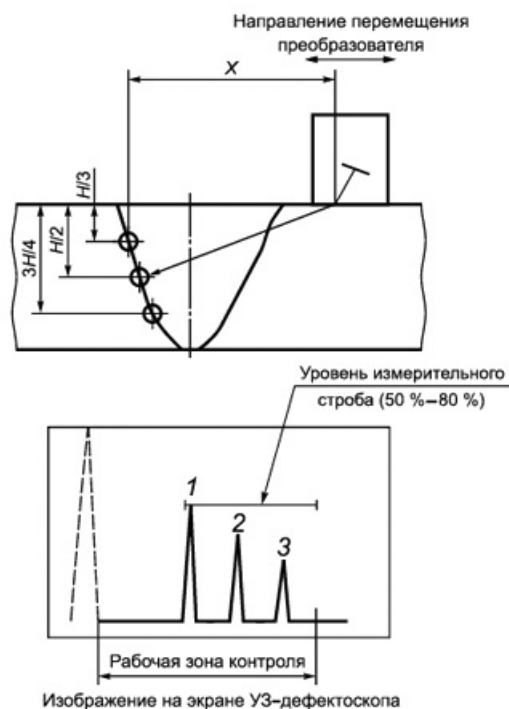 Направление перемещения
преобразователя
X
H/3
H/2
3H/4
Уровень измерительного
строба (50 %–80 %)
1
2
3
Рабочая зона контроля
Изображение на экране УЗ–дефектоскопа